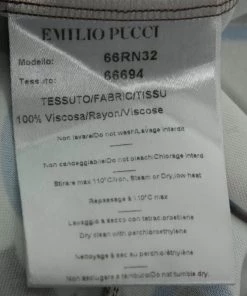 EMILIO PUCCI
Modello: 66RN32
Tessuto: 66694
TESSUTO/FABRIC/TISSU
100% Viscosa/Rayon/Viscose
Non lavare/Do not wash/Lavage interdit
Non candeggiabile/Do not bleach/Chlorage interdit
Stirare max 110°C/Iron, Steam or Dry, low heat
Repassage à 110°C max
Lavaggio a secco con tetracloroetilene
Dry clean with perchloroethylene
Nettoyage à sec au perchloréthylène
Non asciugare a tamburo/Do not tumble dry.